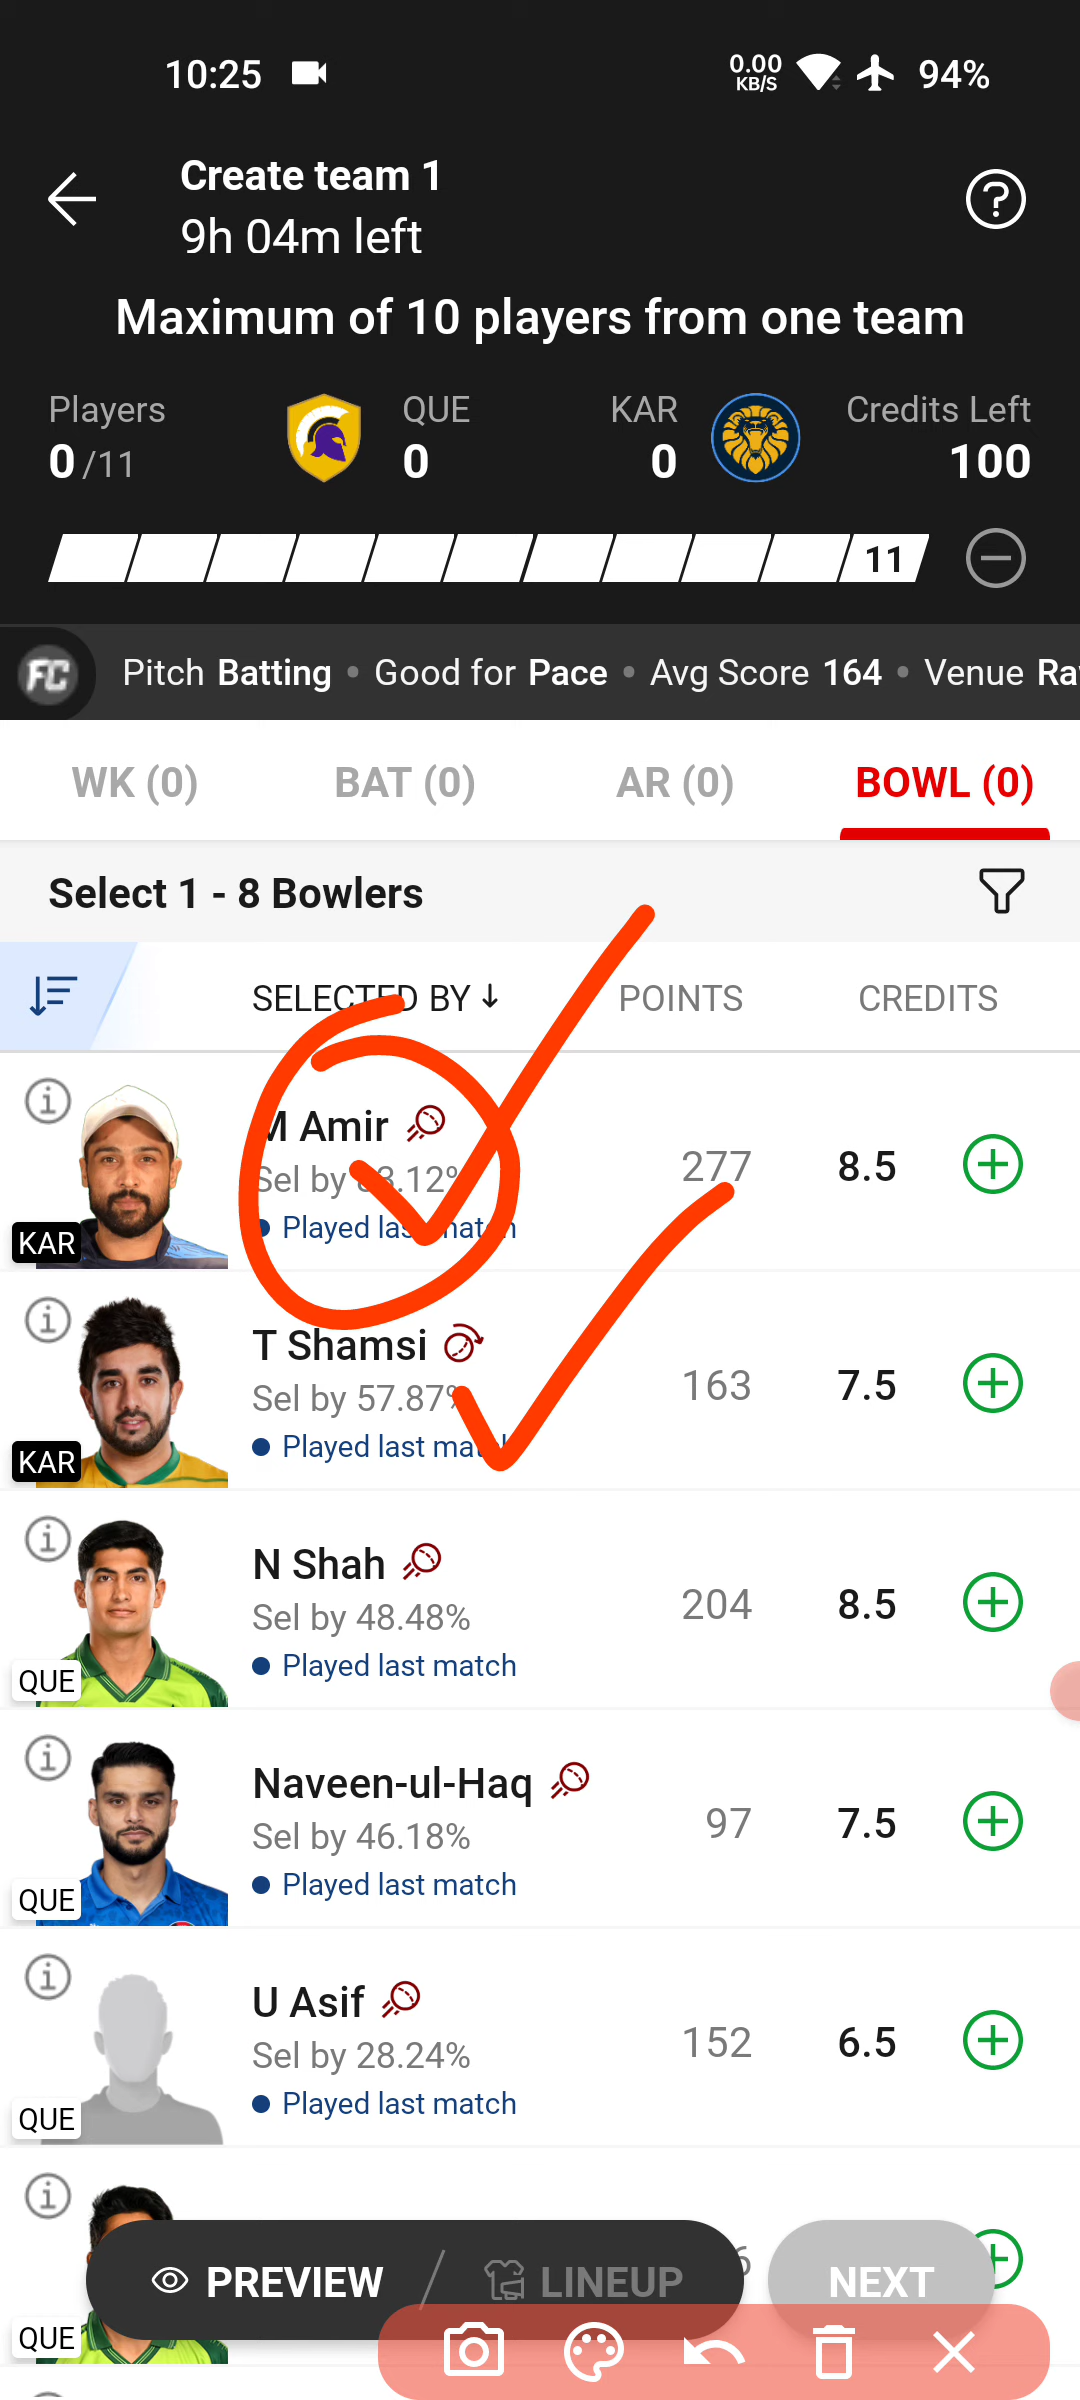 10:25
0.00
KB/S
94%
Create team 1
9h 04m left
Maximum of 10 players from one team
Players
QUE
KAR
Credits Left
0/11
0
0
100
11
FC
Pitch Batting • Good for Pace • Avg Score 164 • Venue Ra
WK (0)
BAT (0)
AR (0)
BOWL (0)
Select 1 - 8 Bowlers
SELECTED BY ↓
POINTS
CREDITS
M Amir
Sel by
277
8.5
KAR
Played last match
T Shamsi
Sel by 57.87%
163
7.5
KAR
Played last match
N Shah
Sel by 48.48%
204
8.5
QUE
Played last match
Naveen-ul-Haq
Sel by 46.18%
97
7.5
QUE
Played last match
U Asif
Sel by 28.24%
152
6.5
QUE
Played last match
PREVIEW
LINEUP
NEXT
QUE